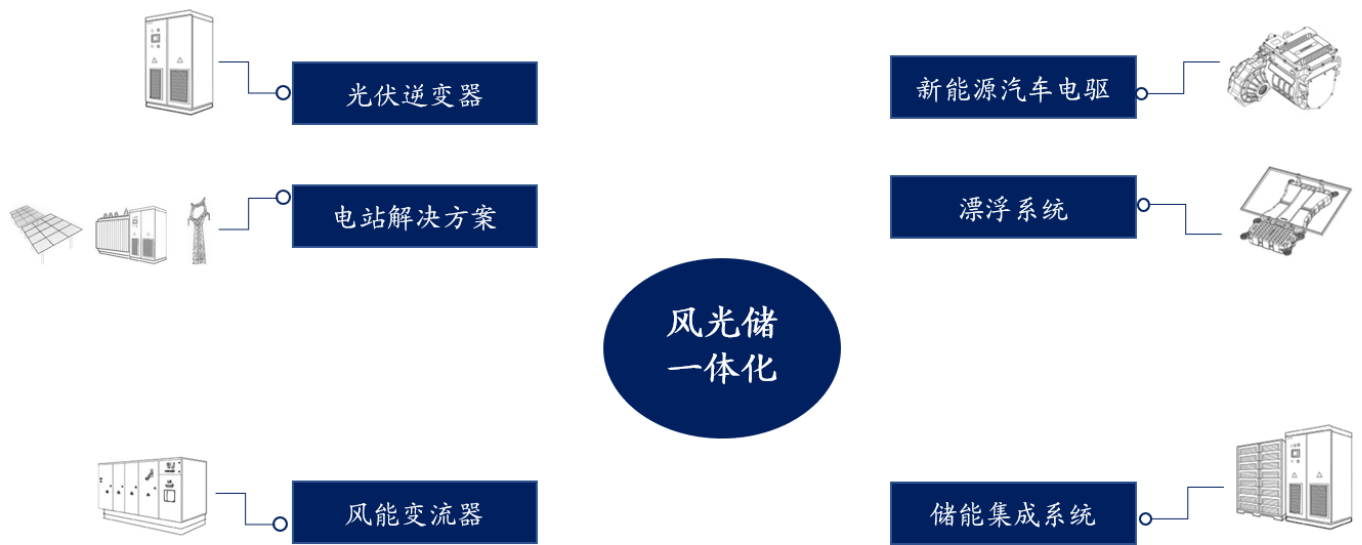 光伏逆变器
新能源汽车电驱
电站解决方案
漂浮系统
风光储
一体化
风能变流器
储能集成系统